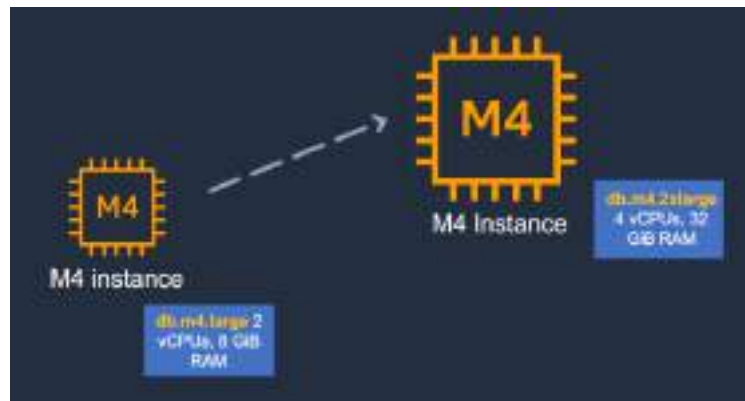 M4
M4
M4 Instance
db.m4.2xlarge
4 vCPUs, 32
GiB RAM
M4 instance
db.m4.large 2
vCPUs, 8 GiB
RAM